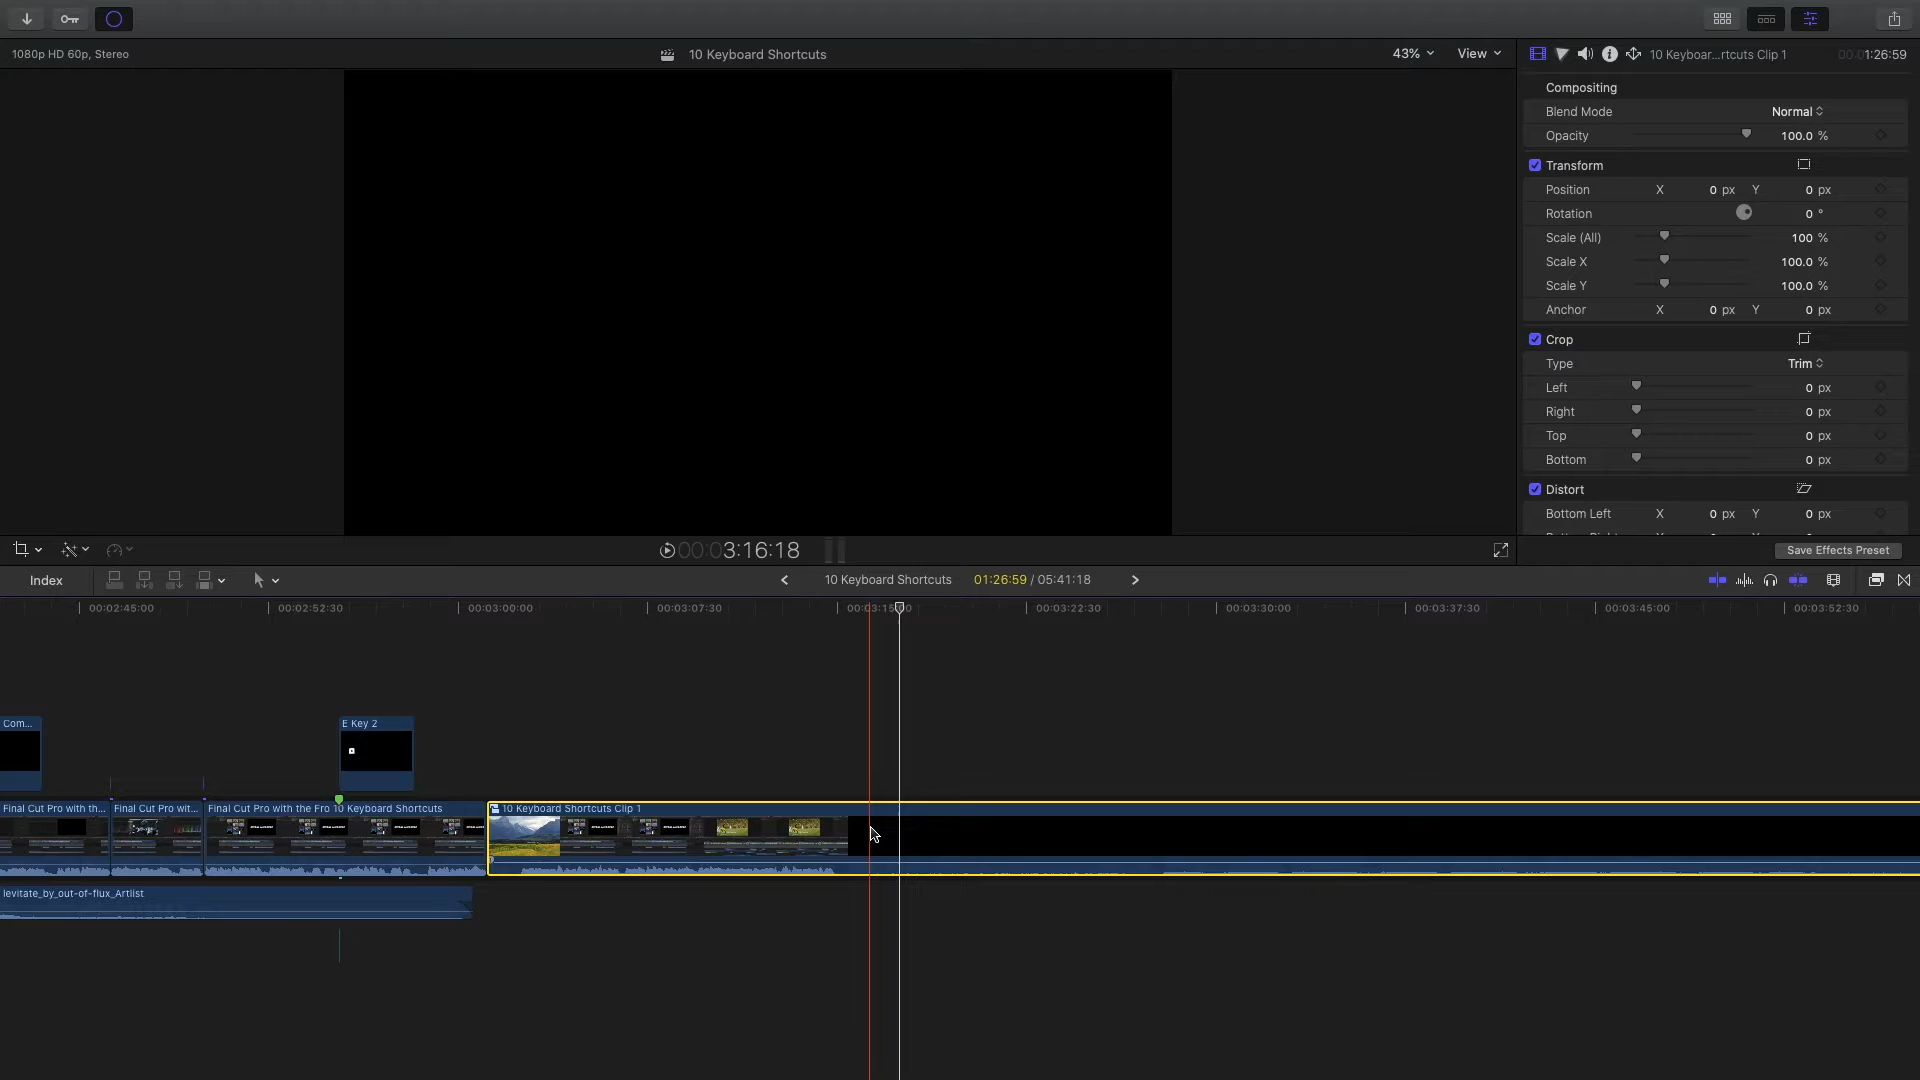 1080p HD 60p, Stereo
10 Keyboard Shortcuts
43%
View
10 Keyboar...rtcuts Clip 1
00:01:26:59
Compositing
Blend Mode Normal
Opacity 100.0 %
Transform
Position X 0 px Y 0 px
Rotation 0 °
Scale (All) 100 %
Scale X 100.0 %
Scale Y 100.0 %
Anchor X 0 px Y 0 px
Crop
Type Trim
Left 0 px
Right 0 px
Top 0 px
Bottom 0 px
Distort
Bottom Left X 0 px Y 0 px
00:03:16:18
Save Effects Preset
Index
10 Keyboard Shortcuts
01:26:59 / 05:41:18
00:02:45:00
00:02:52:30
00:03:00:00
00:03:07:30
00:03:15:00
00:03:22:30
00:03:30:00
00:03:37:30
00:03:45:00
00:03:52:30
Com...
E Key 2
Final Cut Pro with th...
Final Cut Pro wit...
Final Cut Pro with the Fro 10 Keyboard Shortcuts
10 Keyboard Shortcuts Clip 1
levitate_by_out-of-flux_Artlist